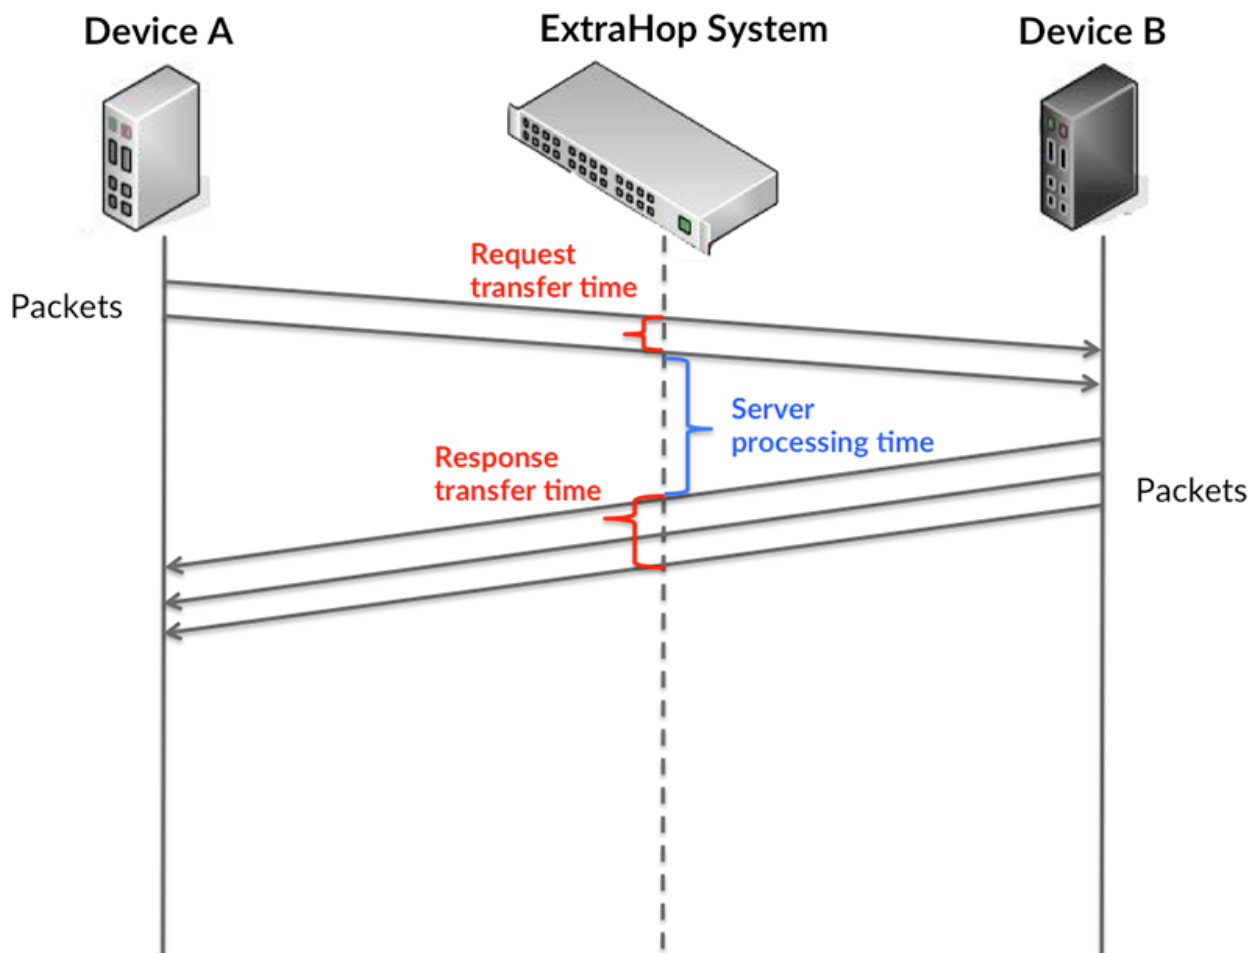 Device A
ExtraHop System
Device B
Request
transfer time
Packets
Server
processing time
Response
transfer time
Packets